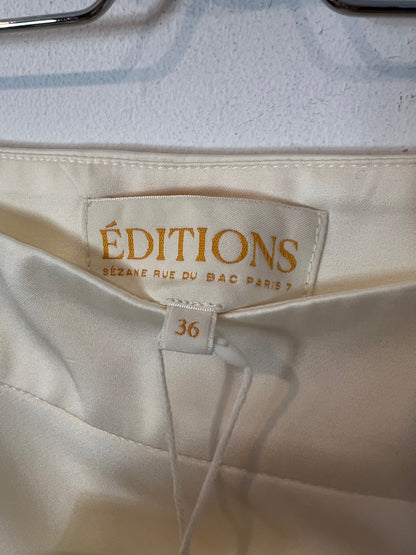 ÉDITIONS
SÉZANE RUE DU BAC PARIS 7
36